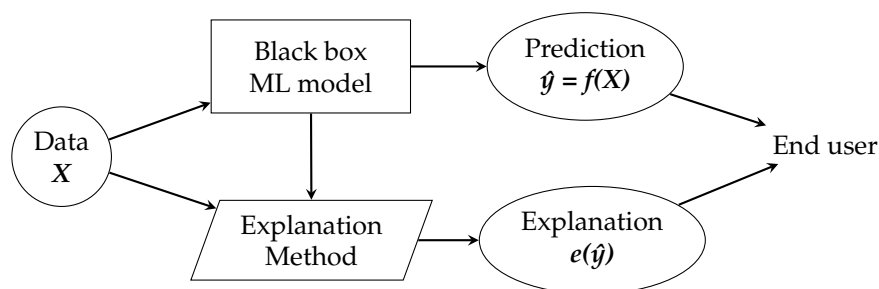 Black box
ML model
Prediction
ŷ = f(X)
Data
X
End user
Explanation
Method
Explanation
e(ŷ)